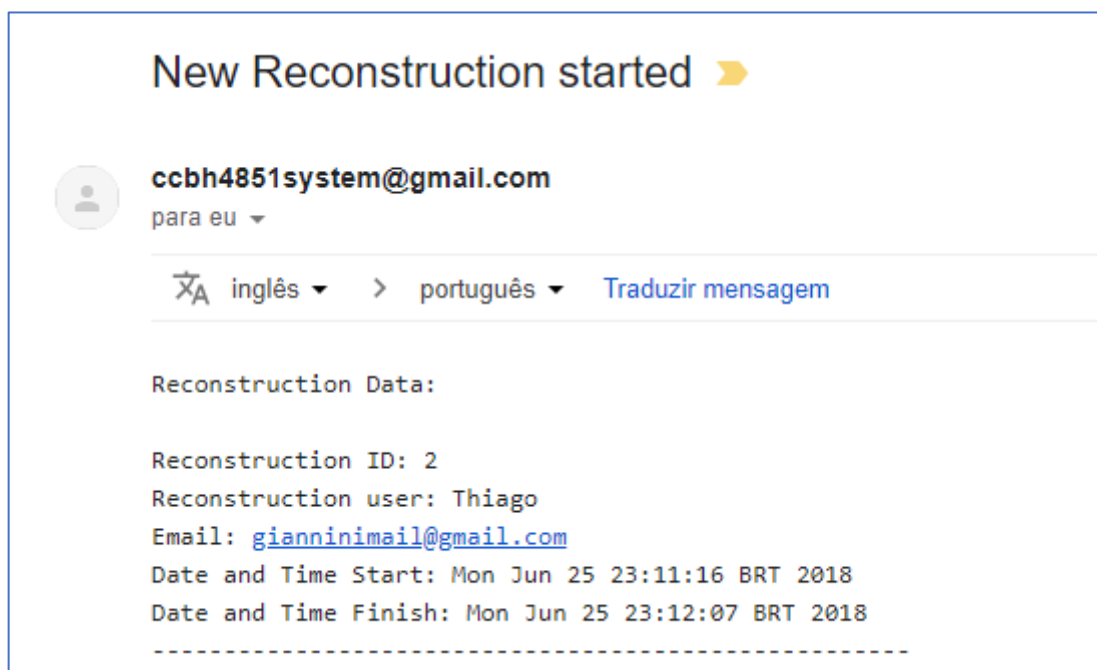 New Reconstruction started
ccbh4851system@gmail.com
para eu
inglês > português Traduzir mensagem
Reconstruction Data:
Reconstruction ID: 2
Reconstruction user: Thiago
Email: gianninimail@gmail.com
Date and Time Start: Mon Jun 25 23:11:16 BRT 2018
Date and Time Finish: Mon Jun 25 23:12:07 BRT 2018
-----------------------------------------------------